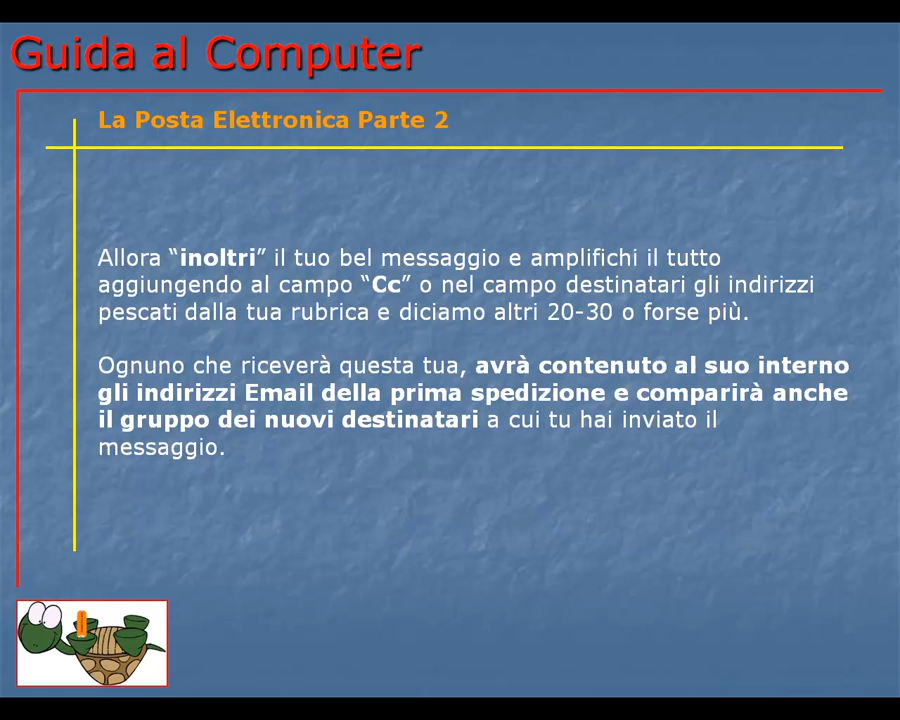 Guida al Computer
La Posta Elettronica Parte 2
Allora “inoltri” il tuo bel messaggio e amplifichi il tutto
aggiungendo al campo “Cc” o nel campo destinatari gli indirizzi
pescati dalla tua rubrica e diciamo altri 20-30 o forse più.
Ognuno che riceverà questa tua, avrà contenuto al suo interno
gli indirizzi Email della prima spedizione e comparirà anche
il gruppo dei nuovi destinatari a cui tu hai inviato il
messaggio.